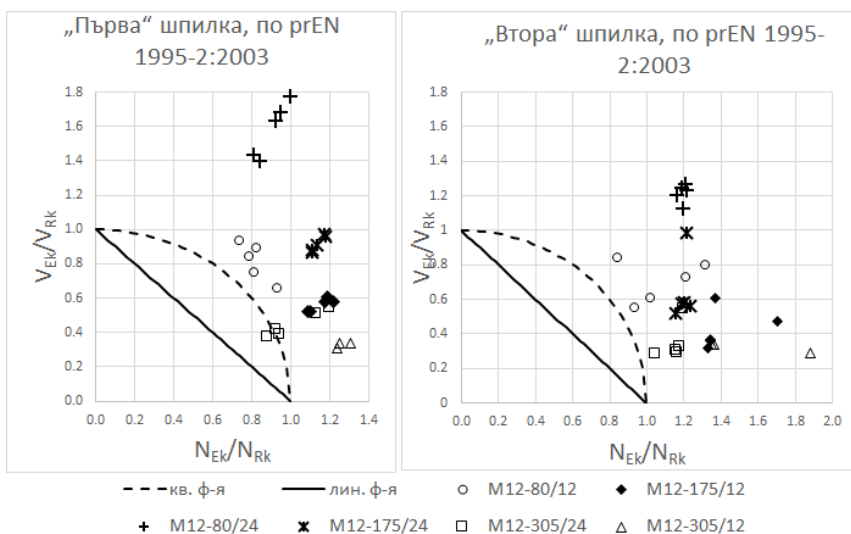 „Първа“ шпилка, по prEN
1995-2:2003
1.8
1.6
1.4
1.2
1.0
0.8
0.6
0.4
0.2
0.0
V_Ek/V_Rk
0.0 0.2 0.4 0.6 0.8 1.0 1.2 1.4
N_Ek/N_Rk
„Втора“ шпилка, по prEN 1995-
2:2003
1.8
1.6
1.4
1.2
1
0.8
0.6
0.4
0.2
0
V_Ek/V_Rk
0.0 0.2 0.4 0.6 0.8 1.0 1.2 1.4 1.6 1.8 2.0
N_Ek/N_Rk
кв. ф-я лин. ф-я M12-80/12 M12-175/12
M12-80/24 M12-175/24 M12-305/24 M12-305/12